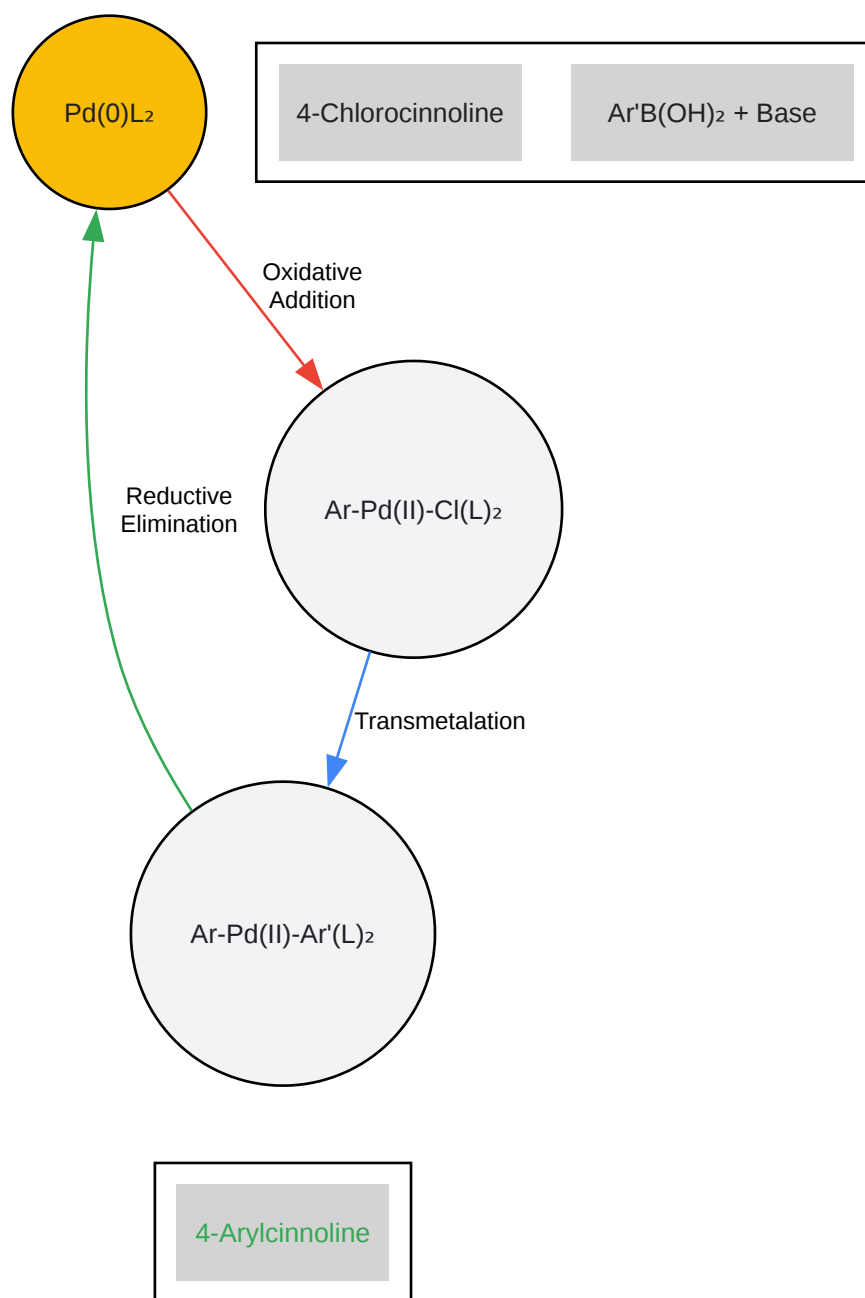 Pd(0)L₂
4-Chlorocinnoline
Ar'B(OH)₂ + Base
Oxidative
Addition
Reductive
Elimination
Ar-Pd(II)-Cl(L)₂
Transmetalation
Ar-Pd(II)-Ar'(L)₂
4-Arylcinnoline